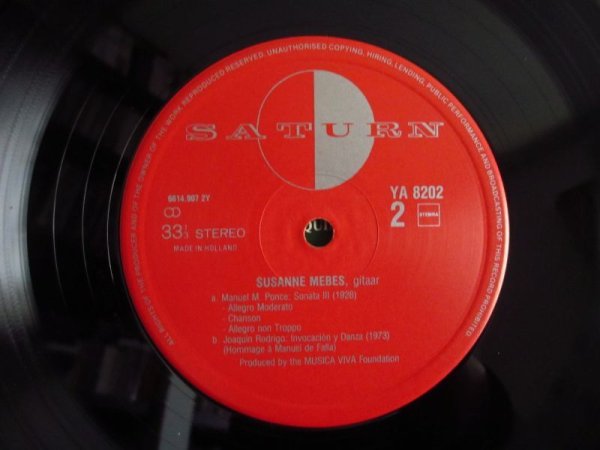 ALL RIGHTS OF THE MANUFACTURER AND OF THE OWNER OF THE WORK REPRODUCED RESERVED. UNAUTHORISED COPYING, HIRING, LENDING, PUBLIC PERFORMANCE AND BROADCASTING OF THIS RECORD PROHIBITED
SATURN
6614.907 2Y
YA 8202
2
STEMRA
33⅓ STEREO
MADE IN HOLLAND
SUSANNE MEBES, gitaar
a. Manuel M. Ponce: Sonata III (1928)
- Allegro Moderato
- Chanson
- Allegro non Troppo
b. Joaquin Rodrigo: Invocación y Danza (1973)
(Hommage à Manuel de Falla)
Produced by the MUSICA VIVA Foundation